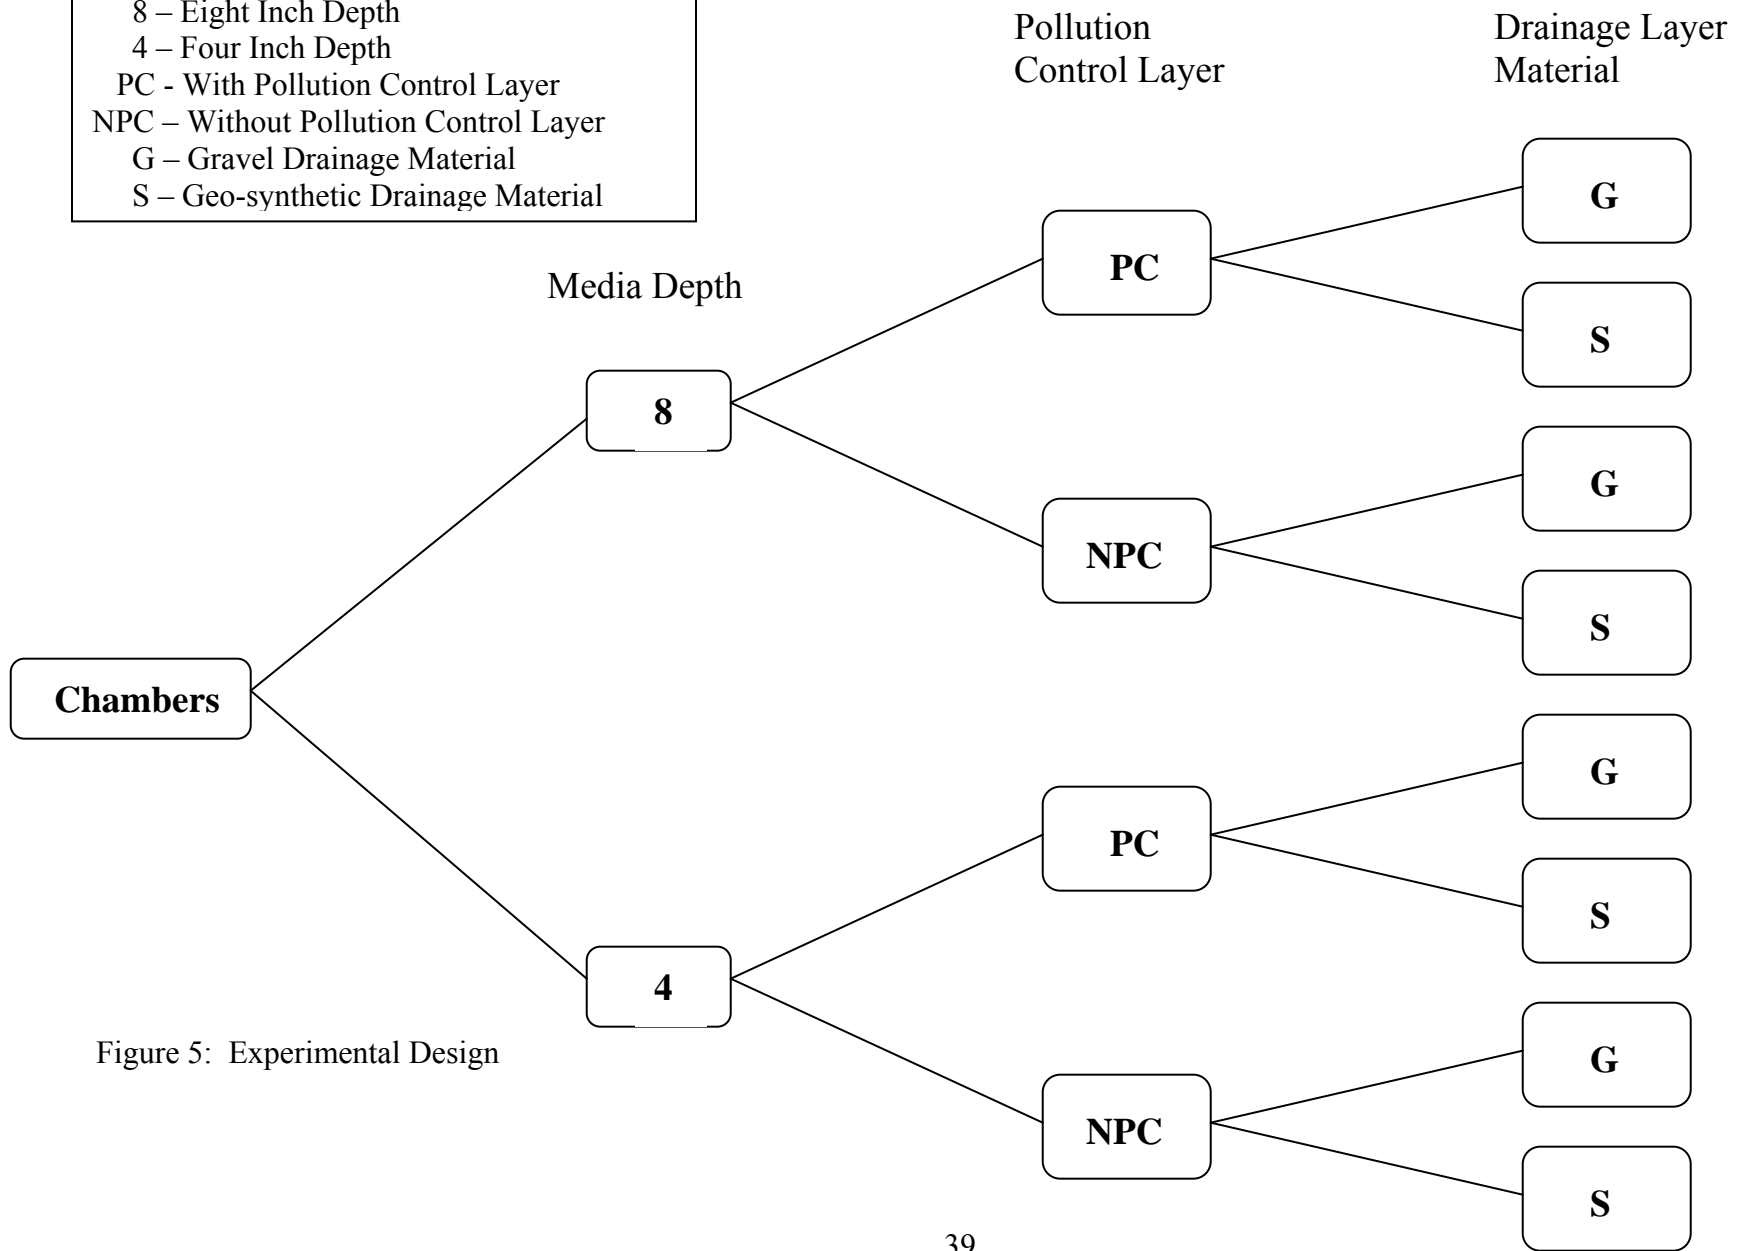 8 – Eight Inch Depth
4 – Four Inch Depth
PC - With Pollution Control Layer
NPC – Without Pollution Control Layer
G – Gravel Drainage Material
S – Geo-synthetic Drainage Material
Pollution
Control Layer
Drainage Layer
Material
Media Depth
Chambers
8
4
PC
NPC
PC
NPC
G
S
G
S
G
S
G
S
Figure 5: Experimental Design
39